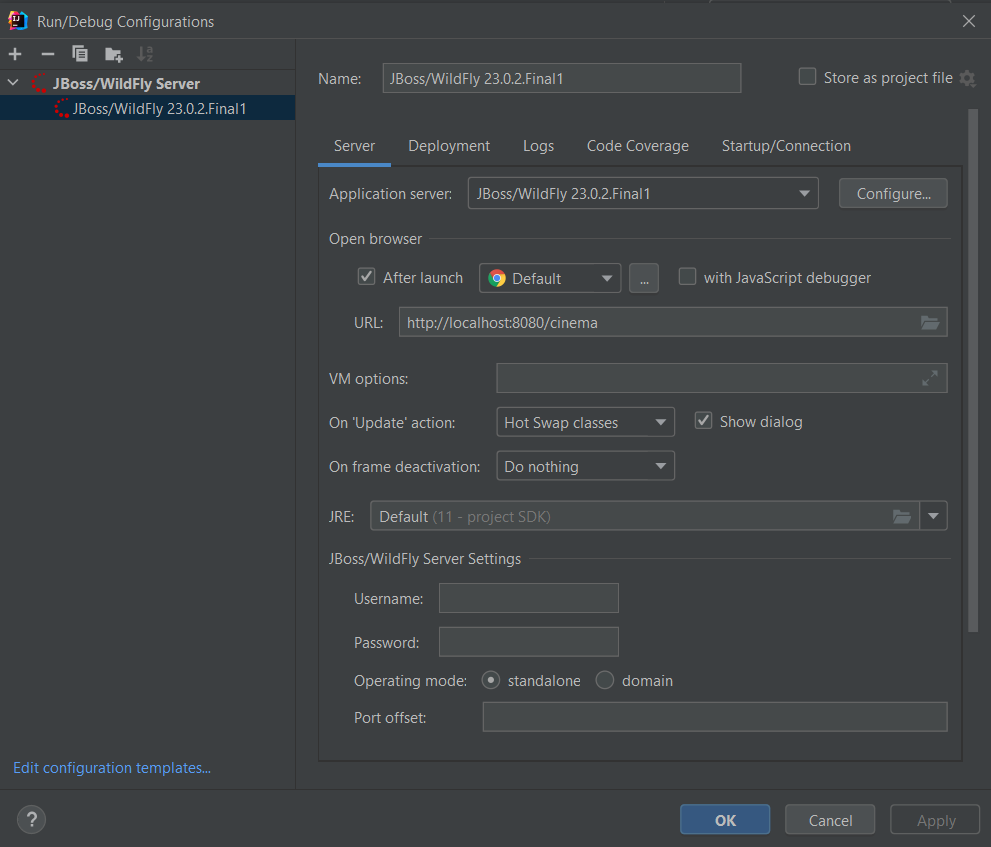 Run/Debug Configurations
JBoss/WildFly Server
JBoss/WildFly 23.0.2.Final1
Name: JBoss/WildFly 23.0.2.Final1 Store as project file
Server Deployment Logs Code Coverage Startup/Connection
Application server: JBoss/WildFly 23.0.2.Final1 Configure...
Open browser
After launch Default ... with JavaScript debugger
URL: http://localhost:8080/cinema
VM options:
On 'Update' action: Hot Swap classes Show dialog
On frame deactivation: Do nothing
JRE: Default (11 - project SDK)
JBoss/WildFly Server Settings
Username:
Password:
Operating mode: standalone domain
Port offset:
Edit configuration templates...
? OK Cancel Apply